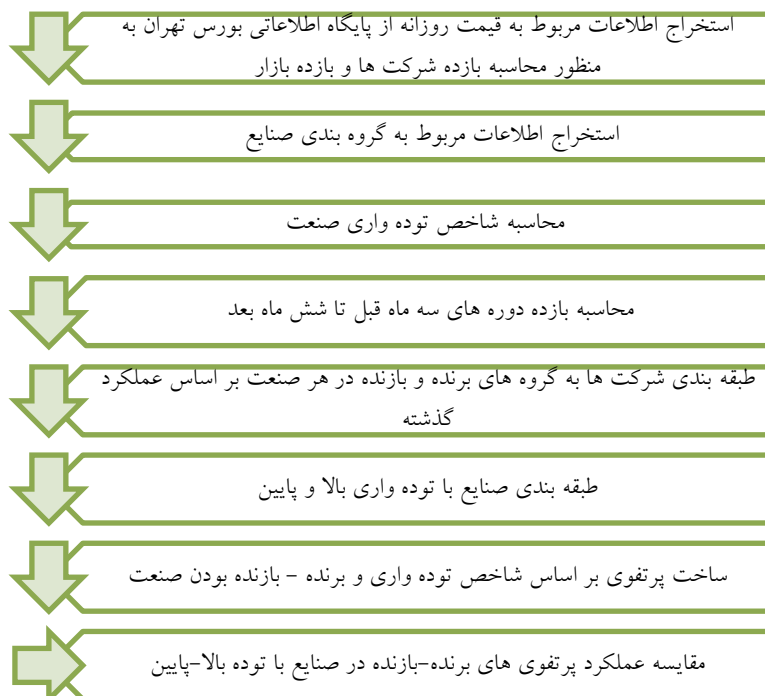 استخراج اطلاعات مربوط به قیمت روزانه از پایگاه اطلاعاتی بورس تهران به
منظور محاسبه بازده شرکت ها و بازده بازار
استخراج اطلاعات مربوط به گروه بندی صنایع
محاسبه شاخص توده واری صنعت
محاسبه بازده دوره های سه ماه قبل تا شش ماه بعد
طبقه بندی شرکت ها به گروه های برنده و بازنده در هر صنعت بر اساس عملکرد
گذشته
طبقه بندی صنایع با توده واری بالا و پایین
ساخت پرتفوی بر اساس شاخص توده واری و برنده - بازنده بودن صنعت
مقایسه عملکرد پرتفوی های برنده-بازنده در صنایع با توده بالا-پایین